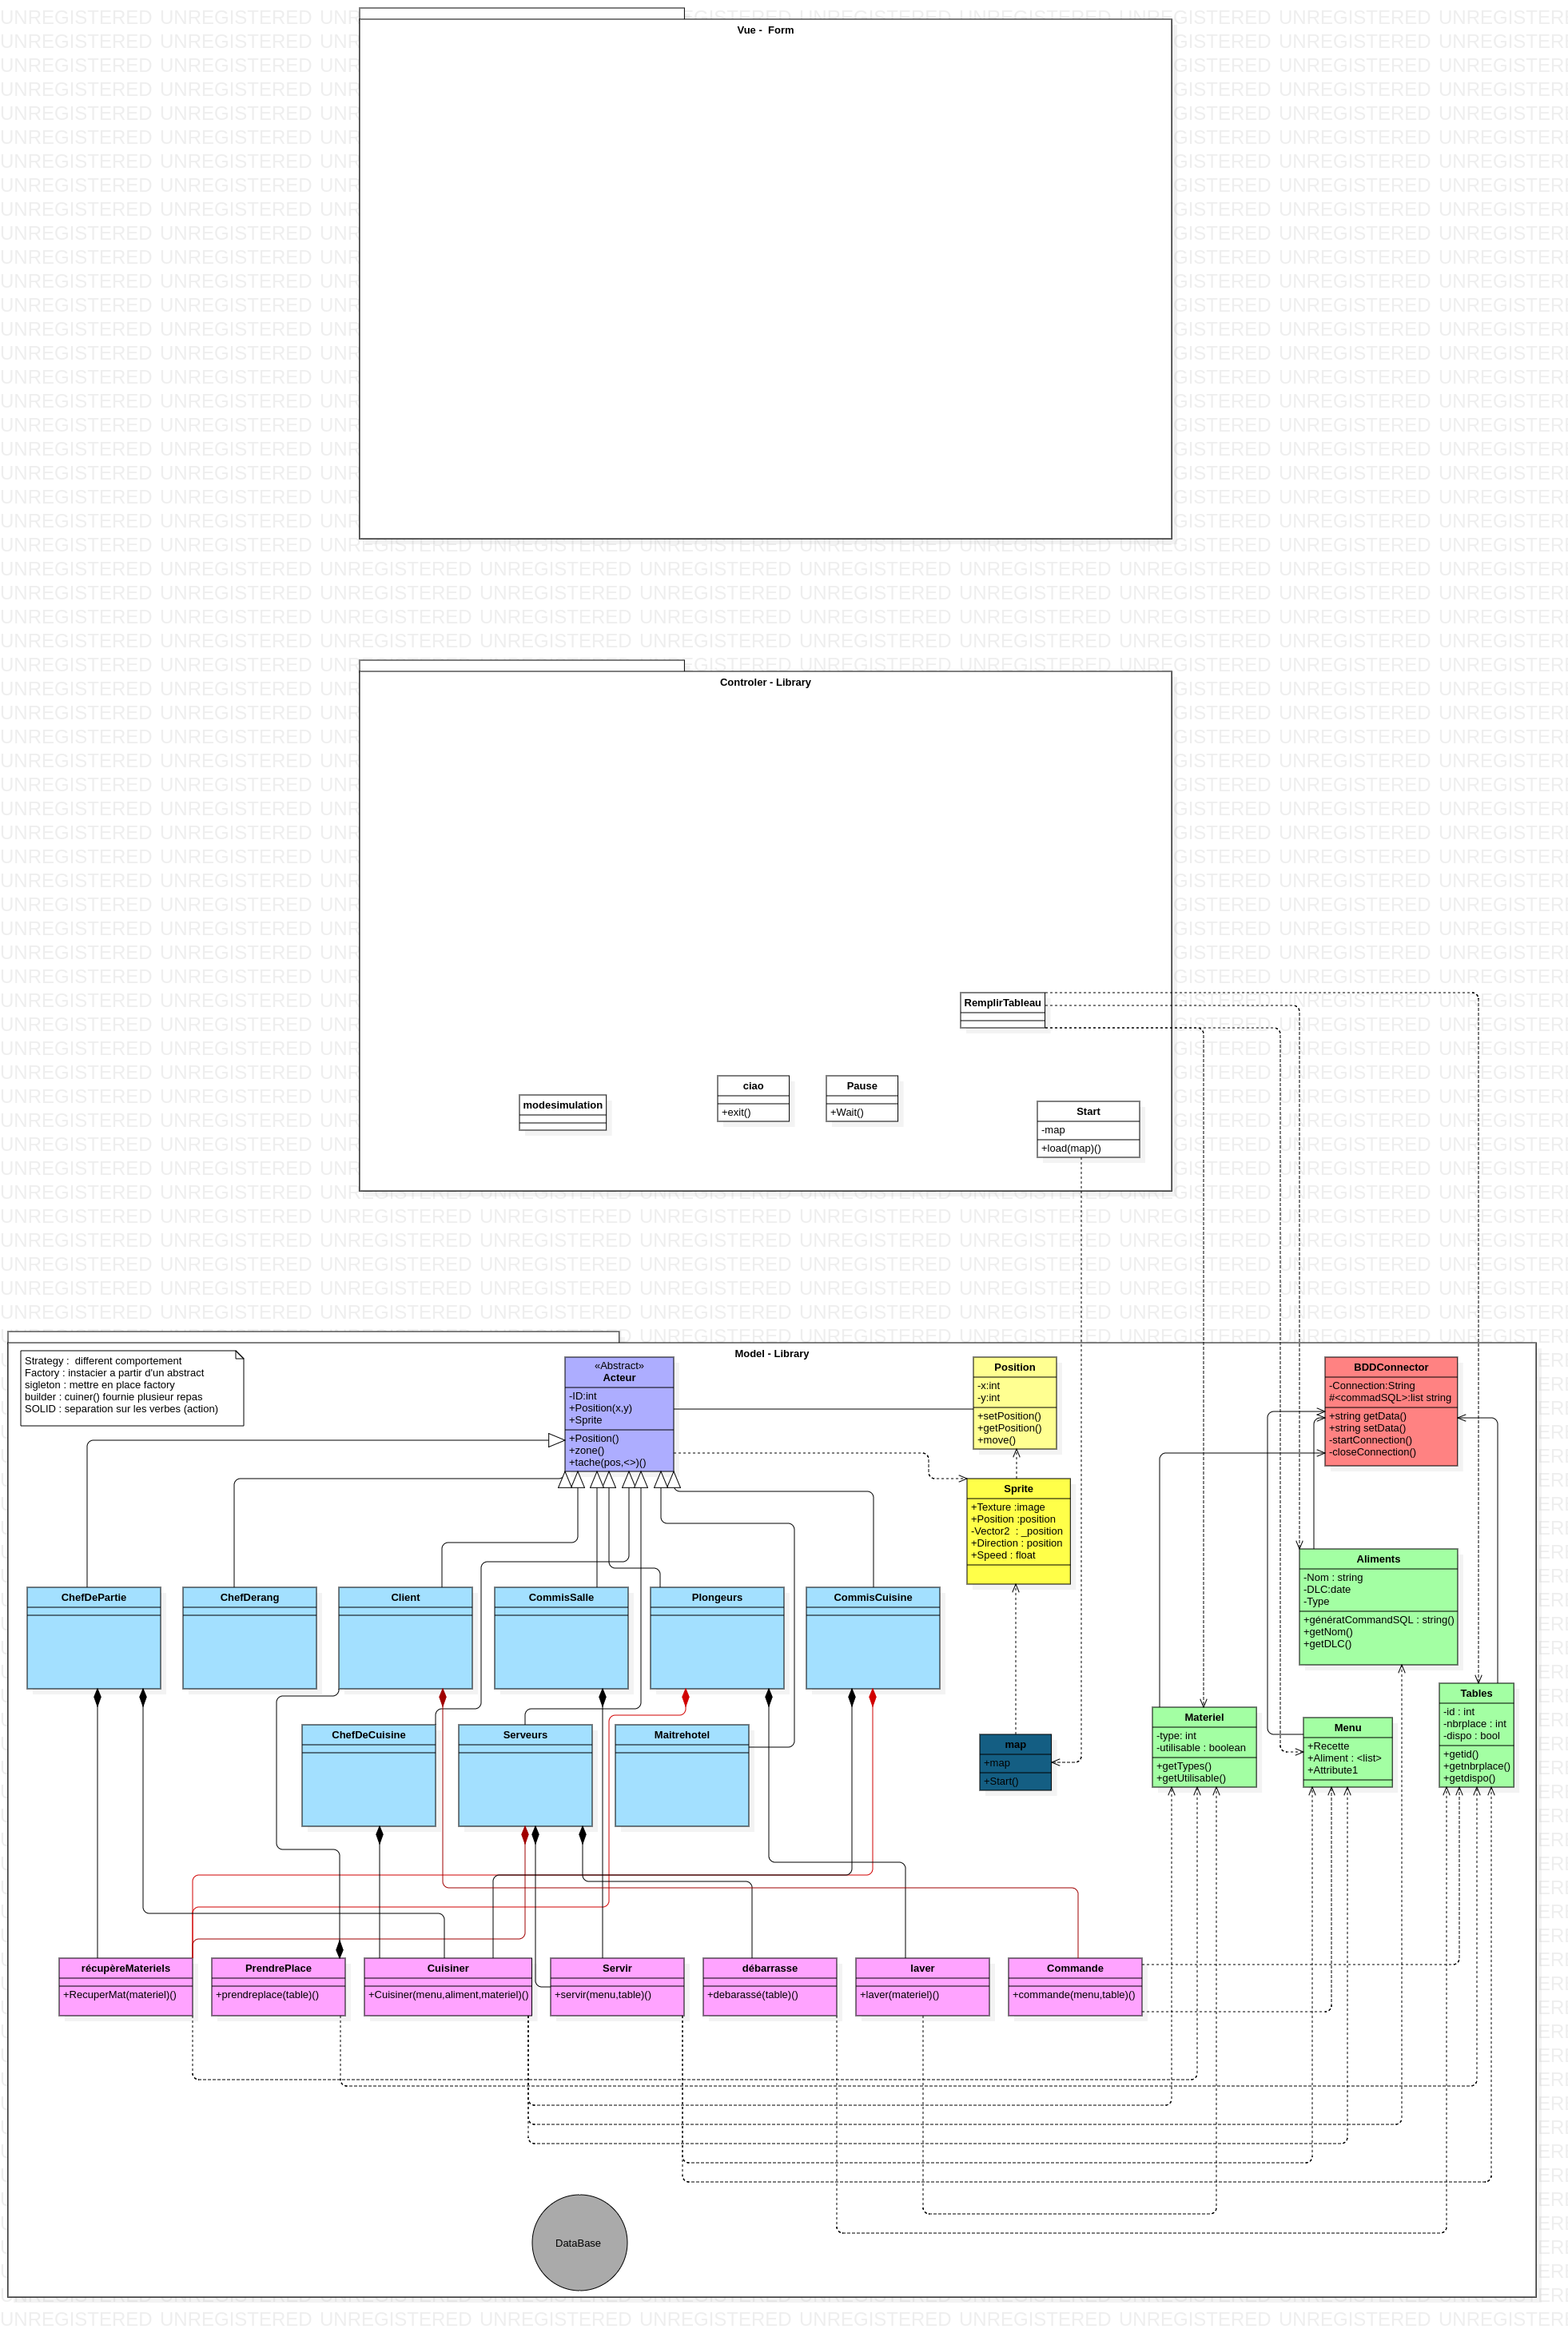 Vue -  Form
Controler - Library
RemplirTableau
modesimulation
ciao
+exit()
Pause
+Wait()
Start
-map
+load(map)()
Model - Library
Strategy :  different comportement
Factory : instacier a partir d'un abstract
sigleton : mettre en place factory
builder : cuiner() fournie plusieur repas
SOLID : separation sur les verbes (action)
«Abstract»
Acteur
-ID:int
+Position(x,y)
+Sprite
+Position()
+zone()
+tache(pos,<>)()
Position
-x:int
-y:int
+setPosition()
+getPosition()
+move()
BDDConnector
-Connection:String
#<commadSQL>:list string
+string getData()
+string setData()
-startConnection()
-closeConnection()
Sprite
+Texture :image
+Position :position
-Vector2  : _position
+Direction : position
+Speed : float
Aliments
-Nom : string
-DLC:date
-Type
+génératCommandSQL : string()
+getNom()
+getDLC()
ChefDePartie
ChefDerang
Client
CommisSalle
Plongeurs
CommisCuisine
ChefDeCuisine
Serveurs
Maitrehotel
map
+map
+Start()
Materiel
-type: int
-utilisable : boolean
+getTypes()
+getUtilisable()
Menu
+Recette
+Aliment : <list>
+Attribute1
Tables
-id : int
-nbrplace : int
-dispo : bool
+getid()
+getnbrplace()
+getdispo()
récupèreMateriels
+RecuperMat(materiel)()
PrendrePlace
+prendreplace(table)()
Cuisiner
+Cuisiner(menu,aliment,materiel)()
Servir
+servir(menu,table)()
débarrasse
+debarassé(table)()
laver
+laver(materiel)()
Commande
+commande(menu,table)()
DataBase